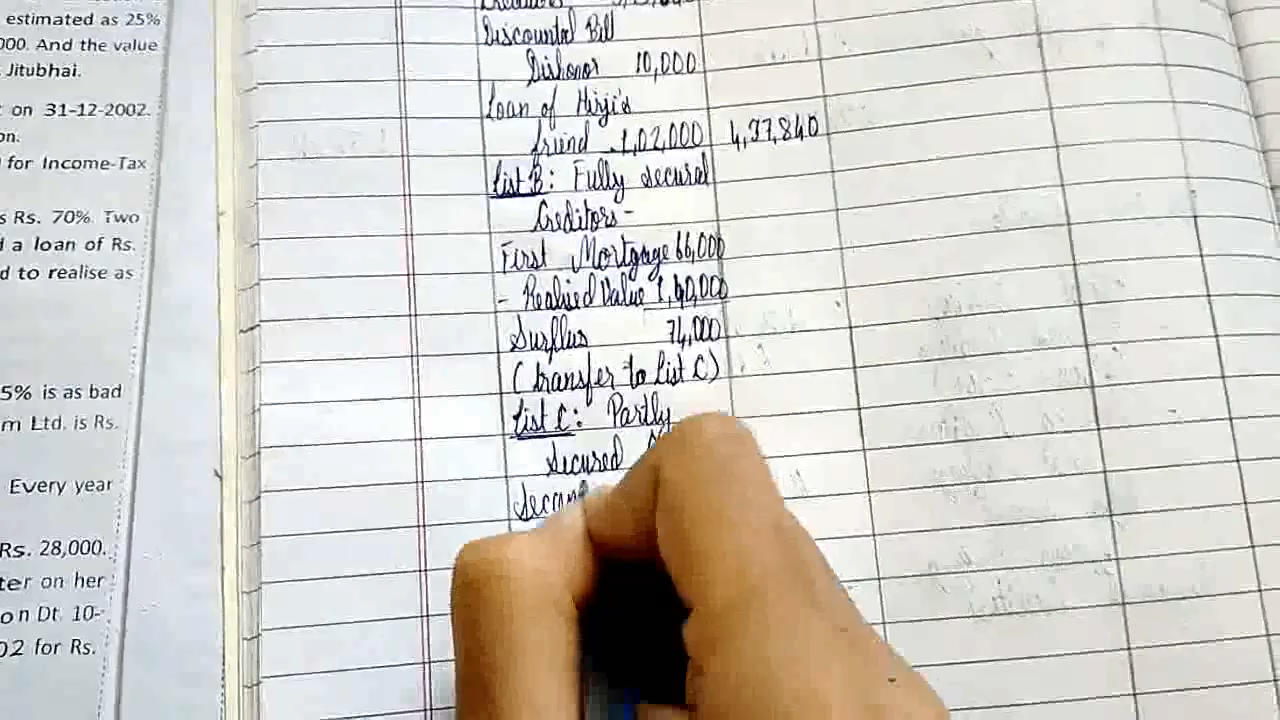 estimated as 25%
000. And the value
Jitubhai.
on 31-12-2002.
on.
for Income-Tax
s Rs. 70%. Two
d a loan of Rs.
d to realise as
5% is as bad
m Ltd. is Rs.
Every year
Rs. 28,000.
ter on her
on Dt. 10-
02 for Rs.
Discounted Bill
Dishonor 10,000
Loan of Hirji's
friend 1,02,000 4,37,840
List B: Fully secured
Creditors -
First Mortgage 66,000
- Realised Value 1,40,000
Surplus 74,000
(transfer to List C)
List C: Partly
Secured